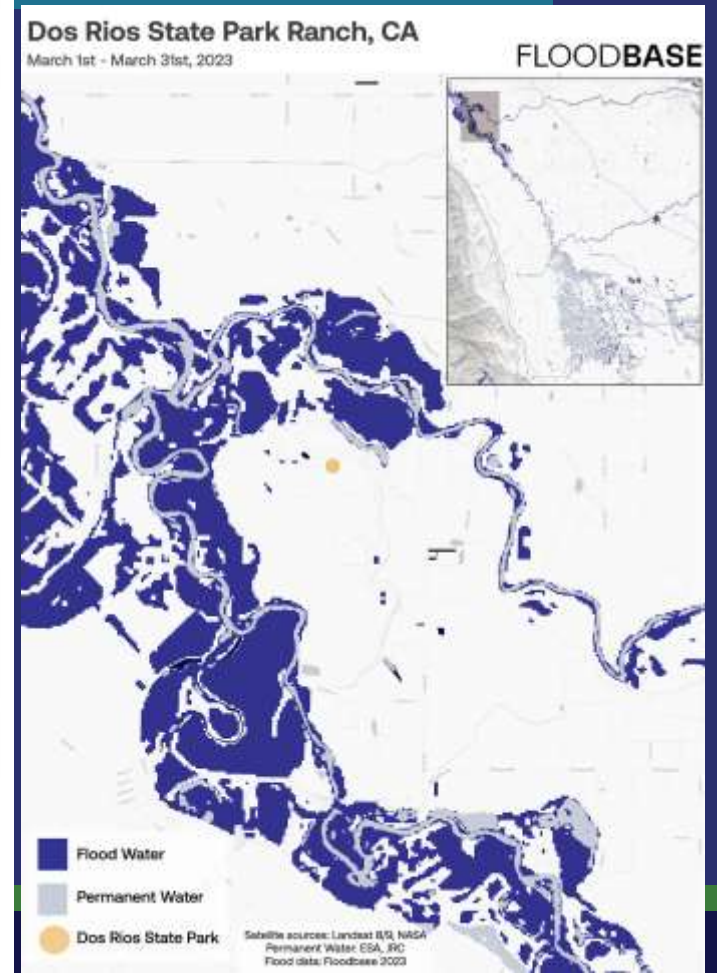 Dos Rios State Park Ranch, CA
March 1st - March 31st, 2023
FLOODBASE
Flood Water
Permanent Water
Dos Rios State Park
Satellite sources: Landsat 8/9, NASA
Permanent Water: ESA, JRC
Flood data: Floodbase 2023